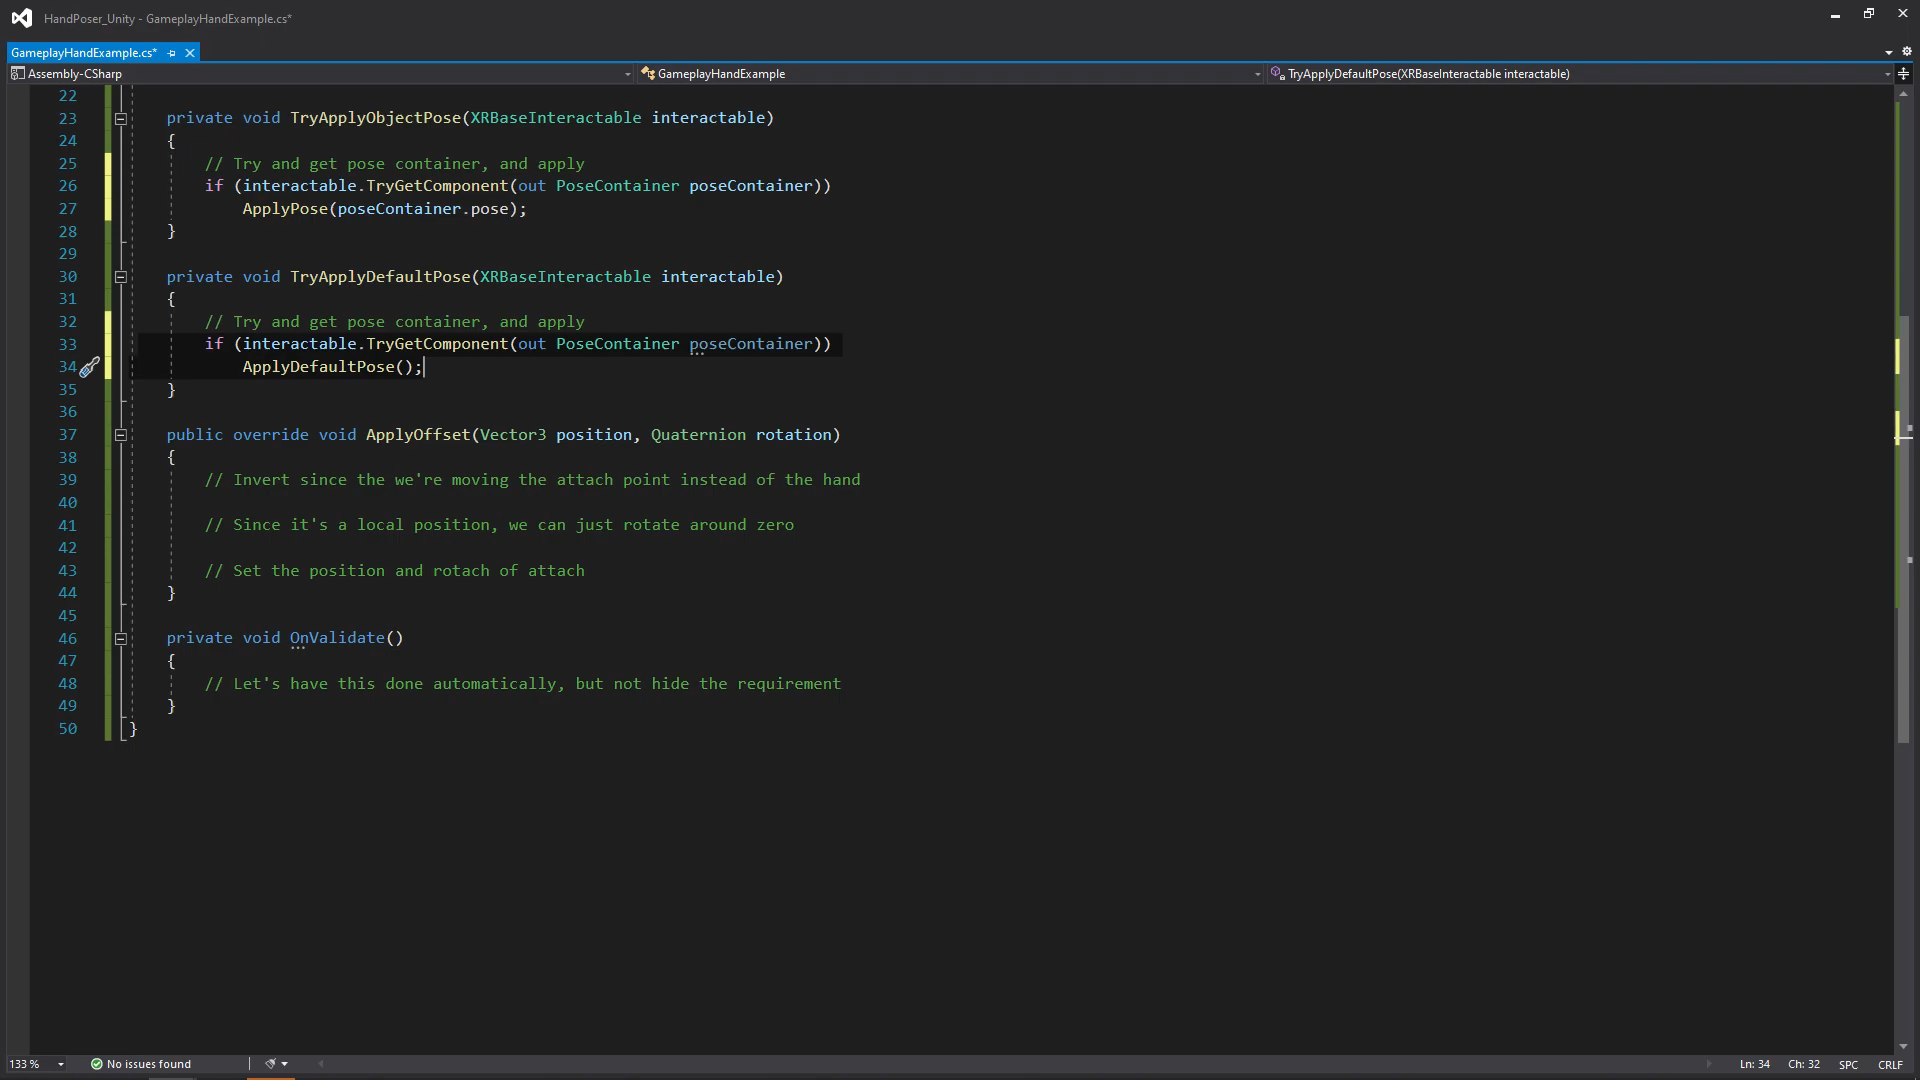 HandPoser_Unity - GameplayHandExample.cs*
GameplayHandExample.cs*
Assembly-CSharp
GameplayHandExample
TryApplyDefaultPose(XRBaseInteractable interactable)
22
23 private void TryApplyObjectPose(XRBaseInteractable interactable)
24 {
25 // Try and get pose container, and apply
26 if (interactable.TryGetComponent(out PoseContainer poseContainer))
27 ApplyPose(poseContainer.pose);
28 }
29
30 private void TryApplyDefaultPose(XRBaseInteractable interactable)
31 {
32 // Try and get pose container, and apply
33 if (interactable.TryGetComponent(out PoseContainer poseContainer))
34 ApplyDefaultPose();
35 }
36
37 public override void ApplyOffset(Vector3 position, Quaternion rotation)
38 {
39 // Invert since the we're moving the attach point instead of the hand
40
41 // Since it's a local position, we can just rotate around zero
42
43 // Set the position and rotach of attach
44 }
45
46 private void OnValidate()
47 {
48 // Let's have this done automatically, but not hide the requirement
49 }
50 }
133 %
No issues found
Ln: 34
Ch: 32
SPC
CRLF